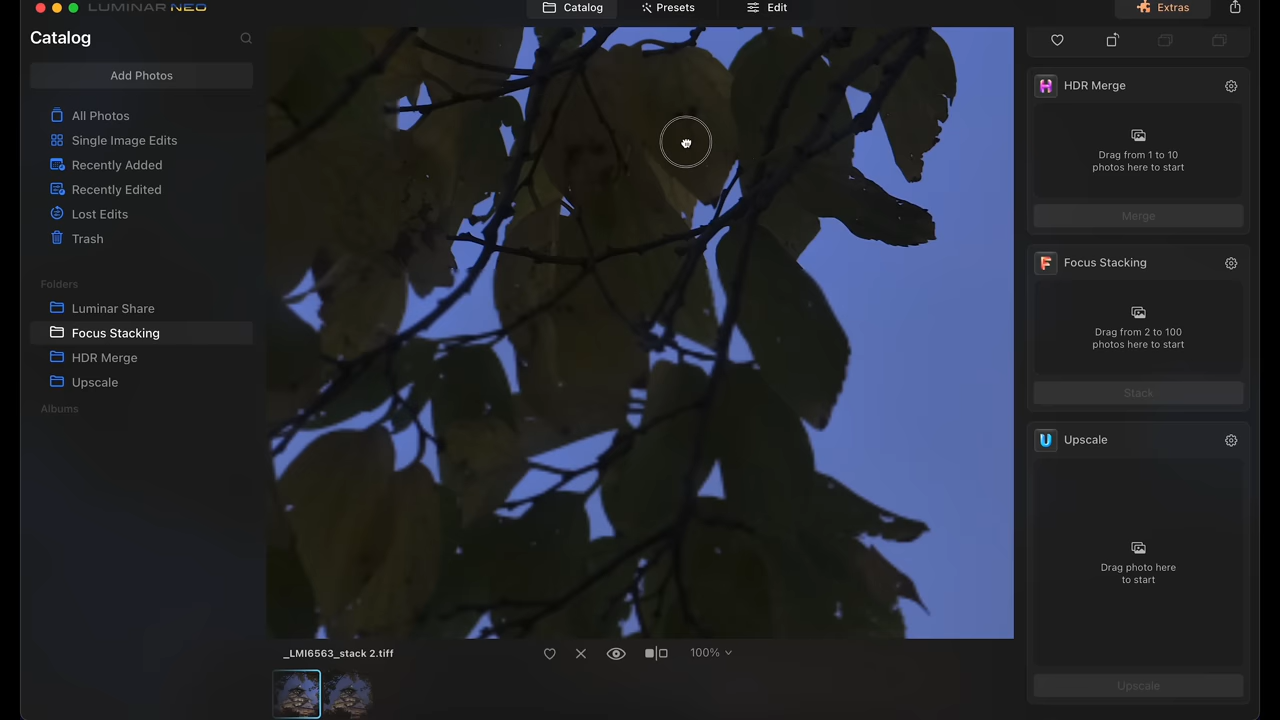 LUMINAR NEO
Catalog
Presets
Edit
Extras
Catalog
Add Photos
All Photos
Single Image Edits
Recently Added
Recently Edited
Lost Edits
Trash
Folders
Luminar Share
Focus Stacking
HDR Merge
Upscale
Albums
_LMI6563_stack 2.tiff
100%
HDR Merge
Drag from 1 to 10
photos here to start
Merge
Focus Stacking
Drag from 2 to 100
photos here to start
Stack
Upscale
Drag photo here
to start
Upscale